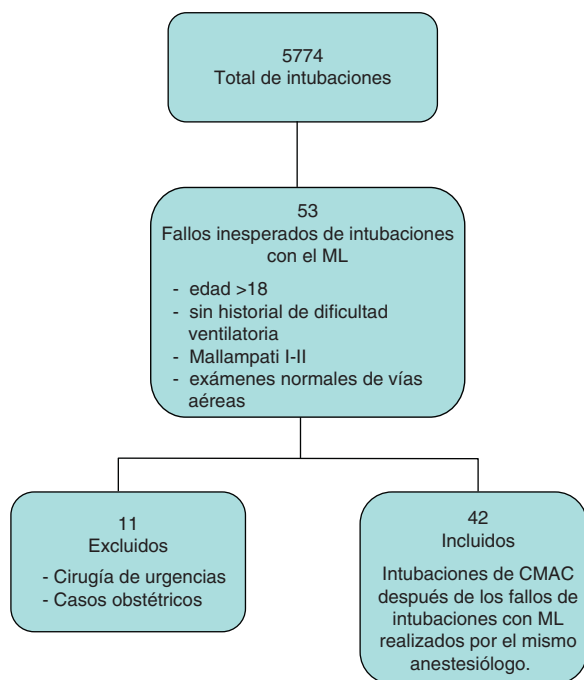 5774
Total de intubaciones
53
Fallos inesperados de intubaciones
con el ML
- edad >18
- sin historial de dificultad
ventilatoria
- Mallampati I-II
- exámenes normales de vías
aéreas
11
Excluidos
- Cirugía de urgencias
- Casos obstétricos
42
Incluidos
Intubaciones de CMAC
después de los fallos de
intubaciones con ML
realizados por el mismo
anestesiólogo.